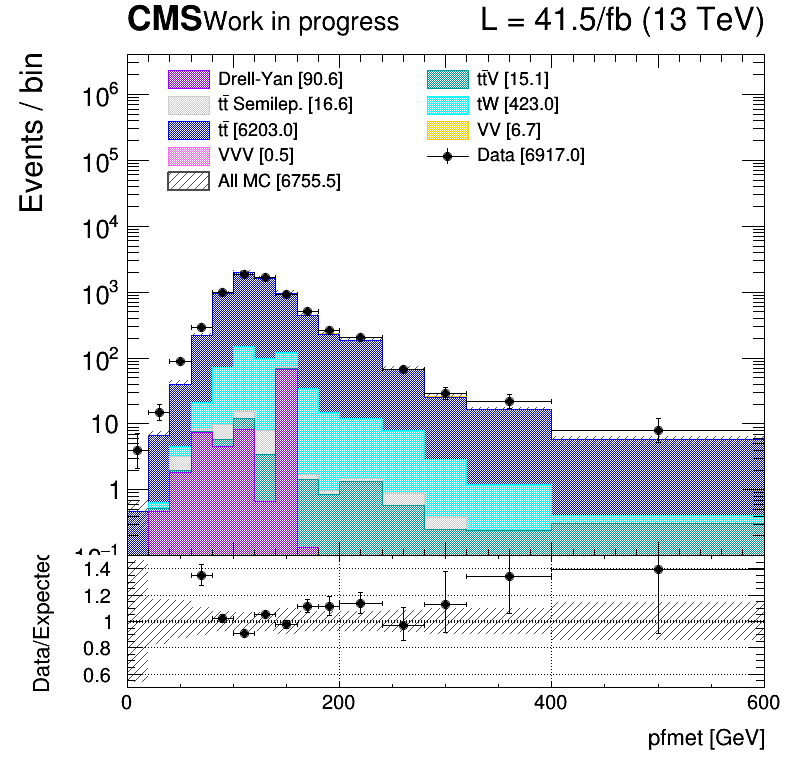 CMS Work in progress L = 41.5/fb (13 TeV)
Events / bin
Drell-Yan [90.6]
tt̄ Semilep. [16.6]
tt̄ [6203.0]
VVV [0.5]
All MC [6755.5]
tt̄V [15.1]
tW [423.0]
VV [6.7]
Data [6917.0]
10⁶
10⁵
10⁴
10³
10²
10
1
10⁻¹
Data/Expected
1.4
1.2
1
0.8
0.6
0 200 400 600
pfmet [GeV]